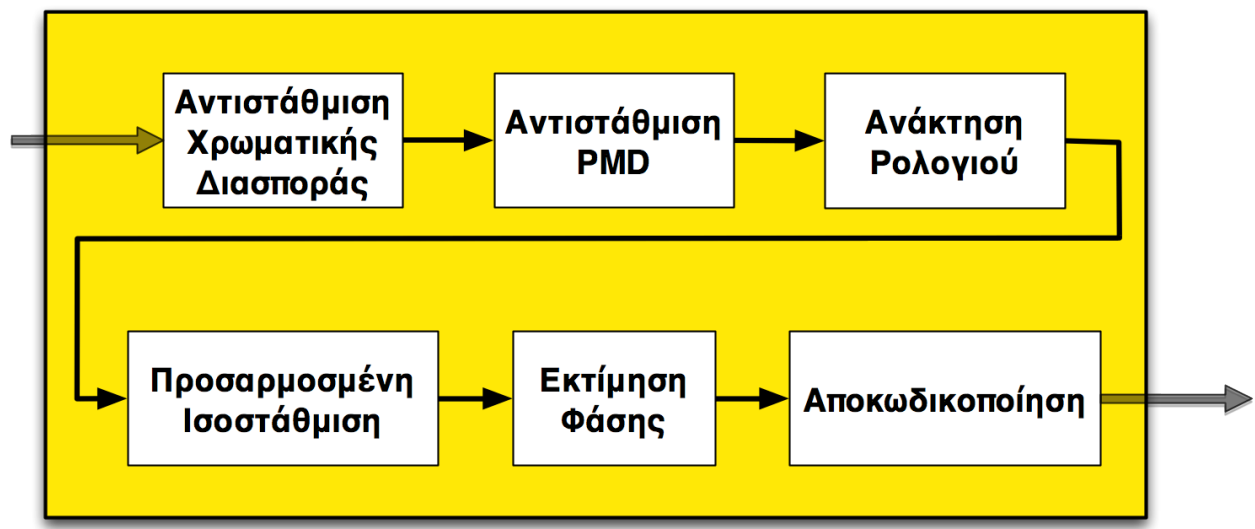 Αντιστάθμιση
Χρωματικής
Διασποράς
Αντιστάθμιση
PMD
Ανάκτηση
Ρολογιού
Προσαρμοσμένη
Ισοστάθμιση
Εκτίμηση
Φάσης
Αποκωδικοποίηση